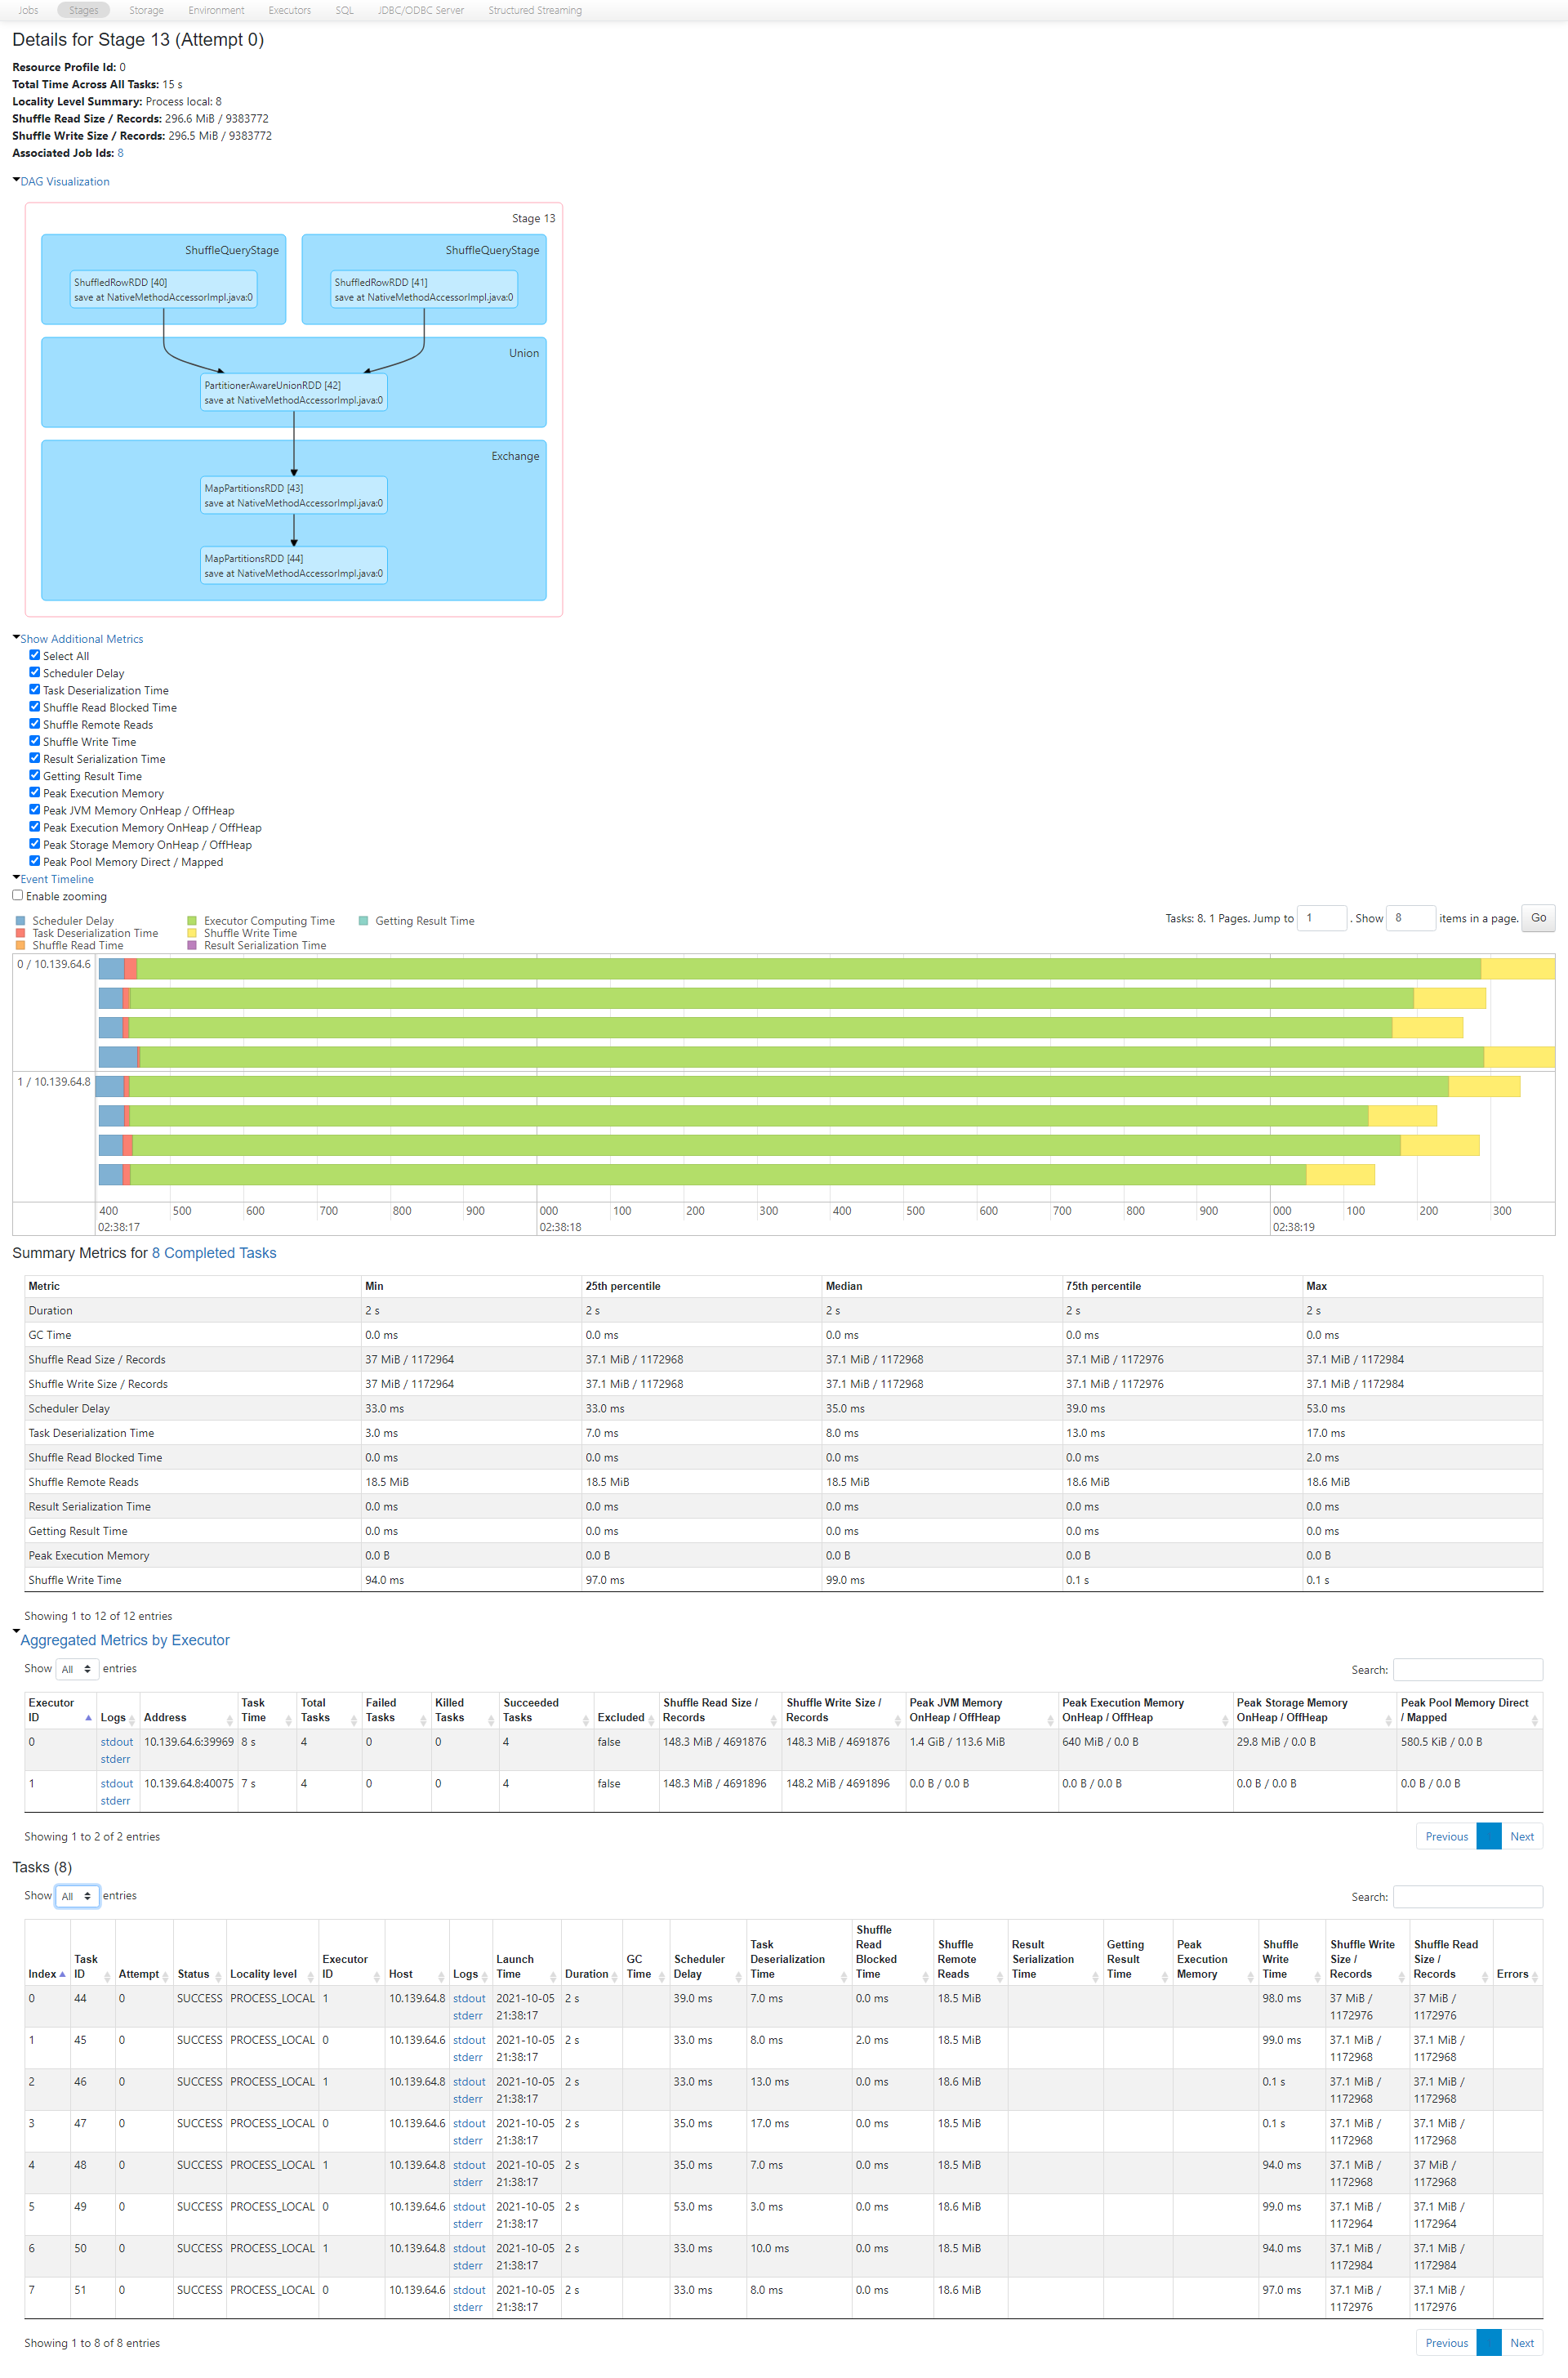 Jobs Stages Storage Environment Executors SQL JDBC/ODBC Server Structured Streaming
Details for Stage 13 (Attempt 0)
Resource Profile Id: 0
Total Time Across All Tasks: 15 s
Locality Level Summary: Process local: 8
Shuffle Read Size / Records: 296.6 MiB / 9383772
Shuffle Write Size / Records: 296.5 MiB / 9383772
Associated Job Ids: 8
DAG Visualization
Stage 13
ShuffleQueryStage ShuffleQueryStage
ShuffledRowRDD [40] ShuffledRowRDD [41]
save at NativeMethodAccessorImpl.java:0 save at NativeMethodAccessorImpl.java:0
Union
PartitionerAwareUnionRDD [42]
save at NativeMethodAccessorImpl.java:0
Exchange
MapPartitionsRDD [43]
save at NativeMethodAccessorImpl.java:0
MapPartitionsRDD [44]
save at NativeMethodAccessorImpl.java:0
Show Additional Metrics
Select All
Scheduler Delay
Task Deserialization Time
Shuffle Read Blocked Time
Shuffle Remote Reads
Shuffle Write Time
Result Serialization Time
Getting Result Time
Peak Execution Memory
Peak JVM Memory OnHeap / OffHeap
Peak Execution Memory OnHeap / OffHeap
Peak Storage Memory OnHeap / OffHeap
Peak Pool Memory Direct / Mapped
Event Timeline
Enable zooming
Scheduler Delay Executor Computing Time Getting Result Time Tasks: 8. 1 Pages. Jump to 1 . Show 8 items in a page. Go
Task Deserialization Time Shuffle Write Time
Shuffle Read Time Result Serialization Time
0 / 10.139.64.6
1 / 10.139.64.8
400 500 600 700 800 900 000 100 200 300 400 500 600 700 800 900 000 100 200 300
02:38:17 02:38:18 02:38:19
Summary Metrics for 8 Completed Tasks
Metric Min 25th percentile Median 75th percentile Max
Duration 2 s 2 s 2 s 2 s 2 s
GC Time 0.0 ms 0.0 ms 0.0 ms 0.0 ms 0.0 ms
Shuffle Read Size / Records 37 MiB / 1172964 37.1 MiB / 1172968 37.1 MiB / 1172968 37.1 MiB / 1172976 37.1 MiB / 1172984
Shuffle Write Size / Records 37 MiB / 1172964 37.1 MiB / 1172968 37.1 MiB / 1172968 37.1 MiB / 1172976 37.1 MiB / 1172984
Scheduler Delay 33.0 ms 33.0 ms 35.0 ms 39.0 ms 53.0 ms
Task Deserialization Time 3.0 ms 7.0 ms 8.0 ms 13.0 ms 17.0 ms
Shuffle Read Blocked Time 0.0 ms 0.0 ms 0.0 ms 0.0 ms 2.0 ms
Shuffle Remote Reads 18.5 MiB 18.5 MiB 18.5 MiB 18.6 MiB 18.6 MiB
Result Serialization Time 0.0 ms 0.0 ms 0.0 ms 0.0 ms 0.0 ms
Getting Result Time 0.0 ms 0.0 ms 0.0 ms 0.0 ms 0.0 ms
Peak Execution Memory 0.0 B 0.0 B 0.0 B 0.0 B 0.0 B
Shuffle Write Time 94.0 ms 97.0 ms 99.0 ms 0.1 s 0.1 s
Showing 1 to 12 of 12 entries
Aggregated Metrics by Executor
Show All entries Search:
Executor Task Total Failed Killed Succeeded Shuffle Read Size / Shuffle Write Size / Peak JVM Memory Peak Execution Memory Peak Storage Memory Peak Pool Memory Direct
ID Logs Address Time Tasks Tasks Tasks Tasks Excluded Records Records OnHeap / OffHeap OnHeap / OffHeap OnHeap / OffHeap / Mapped
0 stdout 10.139.64.6:39969 8 s 4 0 0 4 false 148.3 MiB / 4691876 148.3 MiB / 4691876 1.4 GiB / 113.6 MiB 640 MiB / 0.0 B 29.8 MiB / 0.0 B 580.5 KiB / 0.0 B
stderr
1 stdout 10.139.64.8:40075 7 s 4 0 0 4 false 148.3 MiB / 4691896 148.2 MiB / 4691896 0.0 B / 0.0 B 0.0 B / 0.0 B 0.0 B / 0.0 B 0.0 B / 0.0 B
stderr
Showing 1 to 2 of 2 entries Previous Next
Tasks (8)
Show All entries Search:
Shuffle
Task Executor Launch GC Scheduler Task Read Shuffle Result Getting Peak Shuffle Shuffle Write Shuffle Read
Index ID Attempt Status Locality level ID Host Logs Time Duration Time Delay Deserialization Time Blocked Time Remote Reads Serialization Time Result Time Execution Memory Write Time Size / Records Size / Records Errors
0 44 0 SUCCESS PROCESS_LOCAL 1 10.139.64.8 stdout 2021-10-05 2 s 39.0 ms 7.0 ms 0.0 ms 18.5 MiB 98.0 ms 37 MiB / 37 MiB /
stderr 21:38:17 1172976 1172976
1 45 0 SUCCESS PROCESS_LOCAL 0 10.139.64.6 stdout 2021-10-05 2 s 33.0 ms 8.0 ms 2.0 ms 18.5 MiB 99.0 ms 37.1 MiB / 37.1 MiB /
stderr 21:38:17 1172968 1172968
2 46 0 SUCCESS PROCESS_LOCAL 1 10.139.64.8 stdout 2021-10-05 2 s 33.0 ms 13.0 ms 0.0 ms 18.6 MiB 0.1 s 37.1 MiB / 37.1 MiB /
stderr 21:38:17 1172968 1172968
3 47 0 SUCCESS PROCESS_LOCAL 0 10.139.64.6 stdout 2021-10-05 2 s 35.0 ms 17.0 ms 0.0 ms 18.5 MiB 0.1 s 37.1 MiB / 37.1 MiB /
stderr 21:38:17 1172968 1172968
4 48 0 SUCCESS PROCESS_LOCAL 1 10.139.64.8 stdout 2021-10-05 2 s 35.0 ms 7.0 ms 0.0 ms 18.5 MiB 94.0 ms 37.1 MiB / 37 MiB /
stderr 21:38:17 1172968 1172968
5 49 0 SUCCESS PROCESS_LOCAL 0 10.139.64.6 stdout 2021-10-05 2 s 53.0 ms 3.0 ms 0.0 ms 18.6 MiB 99.0 ms 37.1 MiB / 37.1 MiB /
stderr 21:38:17 1172964 1172964
6 50 0 SUCCESS PROCESS_LOCAL 1 10.139.64.8 stdout 2021-10-05 2 s 33.0 ms 10.0 ms 0.0 ms 18.5 MiB 94.0 ms 37.1 MiB / 37.1 MiB /
stderr 21:38:17 1172984 1172984
7 51 0 SUCCESS PROCESS_LOCAL 0 10.139.64.6 stdout 2021-10-05 2 s 33.0 ms 8.0 ms 0.0 ms 18.6 MiB 97.0 ms 37.1 MiB / 37.1 MiB /
stderr 21:38:17 1172976 1172976
Showing 1 to 8 of 8 entries Previous Next